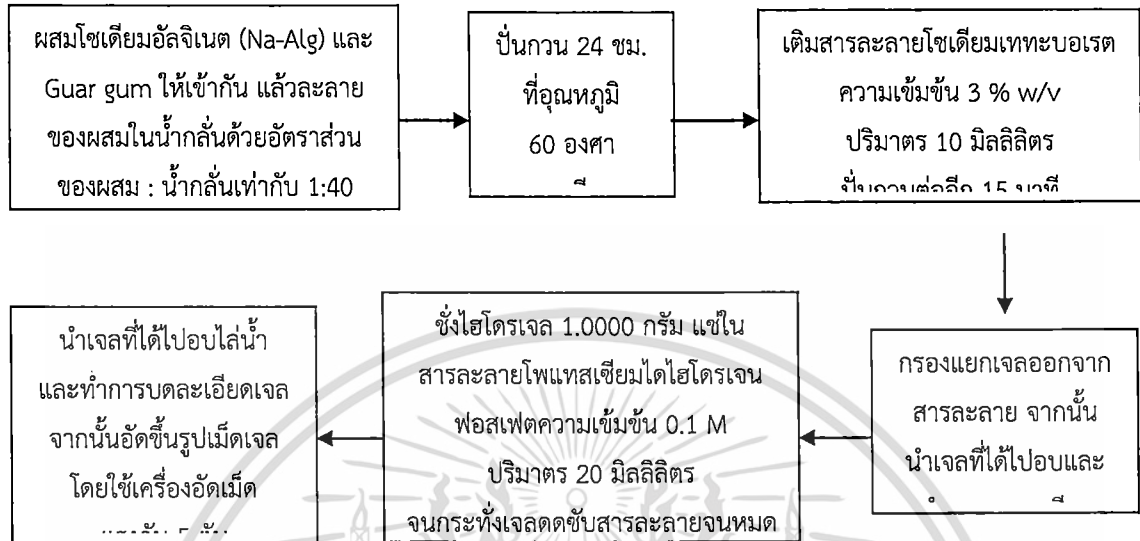 ผสมโซเดียมอัลจิเนต (Na-Alg) และ
Guar gum ให้เข้ากัน แล้วละลาย
ของผสมในน้ำกลั่นด้วยอัตราส่วน
ของผสม : น้ำกลั่นเท่ากับ 1:40
ปั่นกวน 24 ชม.
ที่อุณหภูมิ
60 องศา
เติมสารละลายโซเดียมเททะบอเรต
ความเข้มข้น 3 % w/v
ปริมาตร 10 มิลลิลิตร
ปั่นกวนต่ออีก 15 นาที
กรองแยกเจลออกจาก
สารละลาย จากนั้น
นำเจลที่ได้ไปอบและ
ชั่งไฮโดรเจล 1.0000 กรัม แช่ใน
สารละลายโพแทสเซียมไดไฮโดรเจน
ฟอสเฟตความเข้มข้น 0.1 M
ปริมาตร 20 มิลลิลิตร
จนกระทั่งเจลดูดซับสารละลายจนหมด
นำเจลที่ได้ไปอบไล่น้ำ
และทำการบดละเอียดเจล
จากนั้นอัดขึ้นรูปเม็ดเจล
โดยใช้เครื่องอัดเม็ด